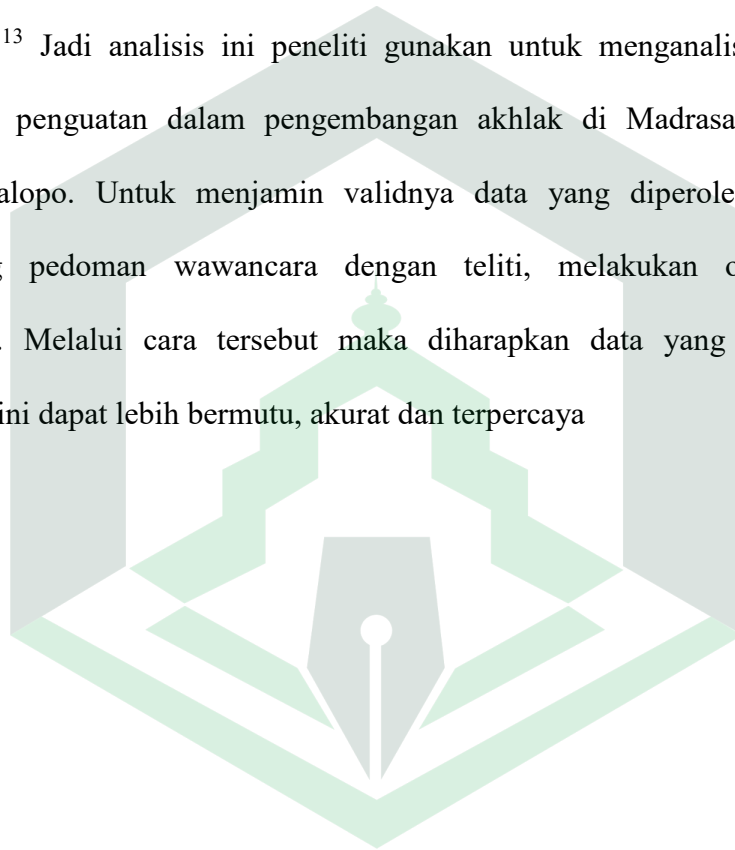 13 Jadi analisis ini peneliti gunakan untuk menganalis
penguatan dalam pengembangan akhlak di Madrasa
alopo. Untuk menjamin validnya data yang diperole
g pedoman wawancara dengan teliti, melakukan o
. Melalui cara tersebut maka diharapkan data yang
ini dapat lebih bermutu, akurat dan terpercaya